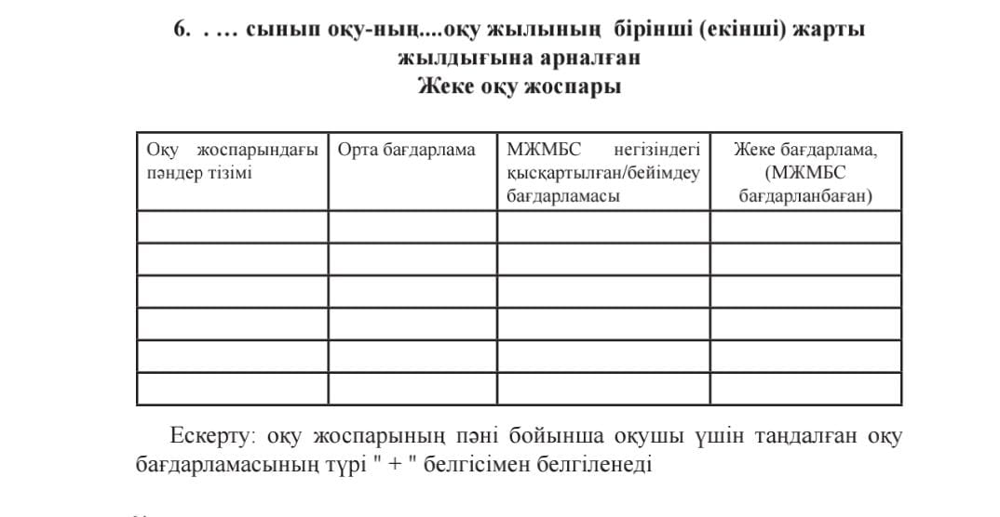 6. . … сынып оқу-ның....оқу жылының бірінші (екінші) жарты
жылдығына арналған
Жеке оқу жоспары
Оқу жоспарындағы
пәндер тізімі
Орта бағдарлама
МЖМБС негізіндегі
қысқартылған/бейімдеу
бағдарламасы
Жеке бағдарлама,
(МЖМБС
бағдарланбаған)
Ескерту: оқу жоспарының пәні бойынша оқушы үшін таңдалған оқу
бағдарламасының түрі " + " белгісімен белгіленеді